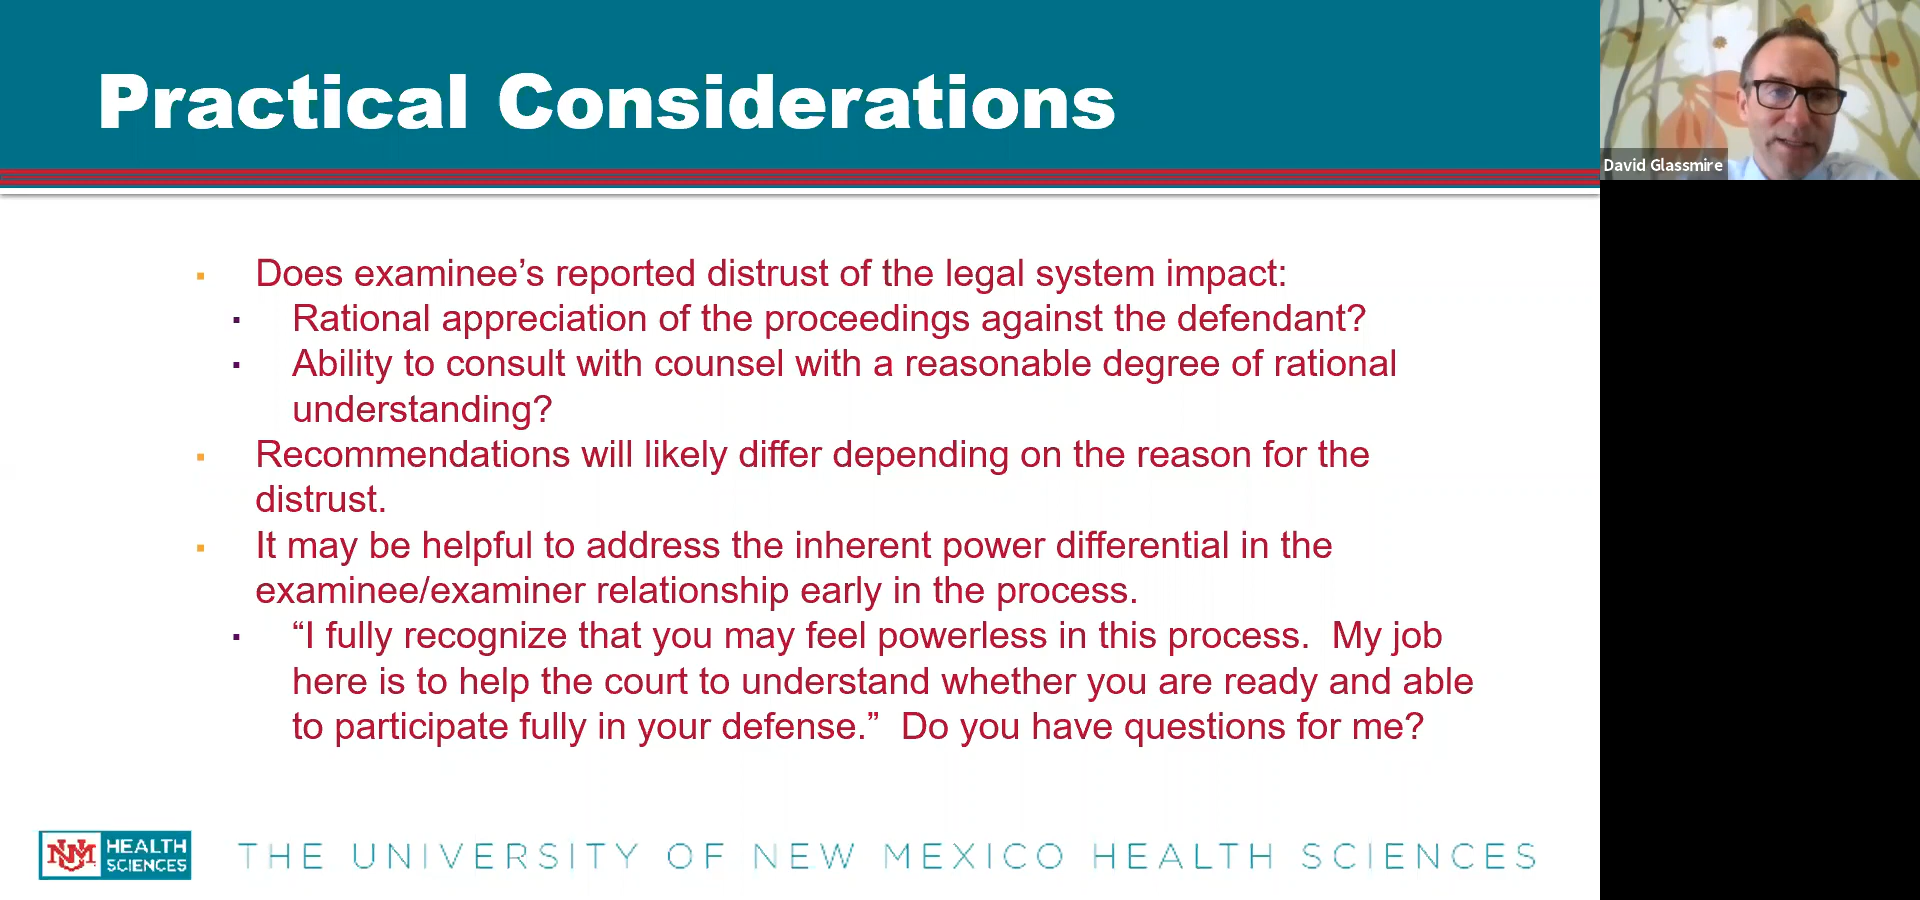 Practical Considerations
David Glassmire
▪ Does examinee’s reported distrust of the legal system impact:
▪ Rational appreciation of the proceedings against the defendant?
▪ Ability to consult with counsel with a reasonable degree of rational
understanding?
▪ Recommendations will likely differ depending on the reason for the
distrust.
▪ It may be helpful to address the inherent power differential in the
examinee/examiner relationship early in the process.
▪ “I fully recognize that you may feel powerless in this process.  My job
here is to help the court to understand whether you are ready and able
to participate fully in your defense.”  Do you have questions for me?
UNM HEALTH
SCIENCES
THE UNIVERSITY OF NEW MEXICO HEALTH SCIENCES